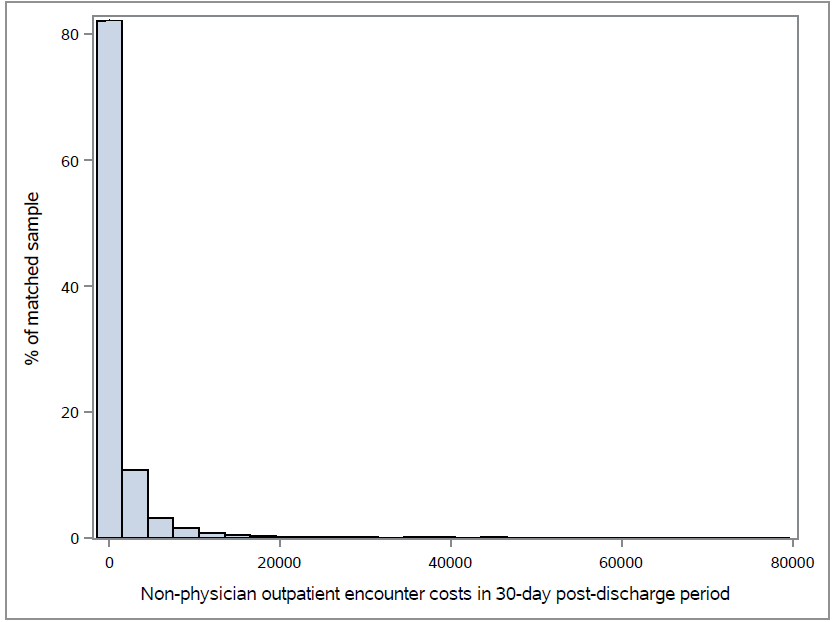 80
60
40
20
0
% of matched sample
0 20000 40000 60000 80000
Non-physician outpatient encounter costs in 30-day post-discharge period